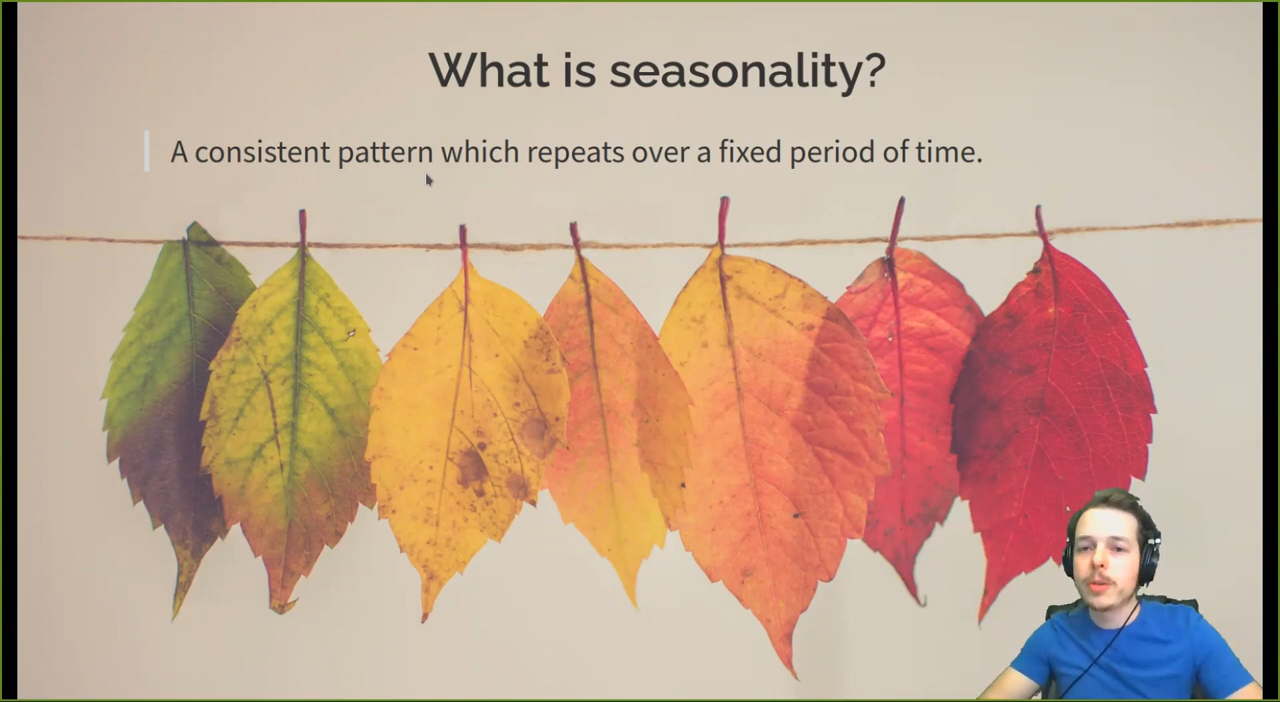 What is seasonality?
A consistent pattern which repeats over a fixed period of time.